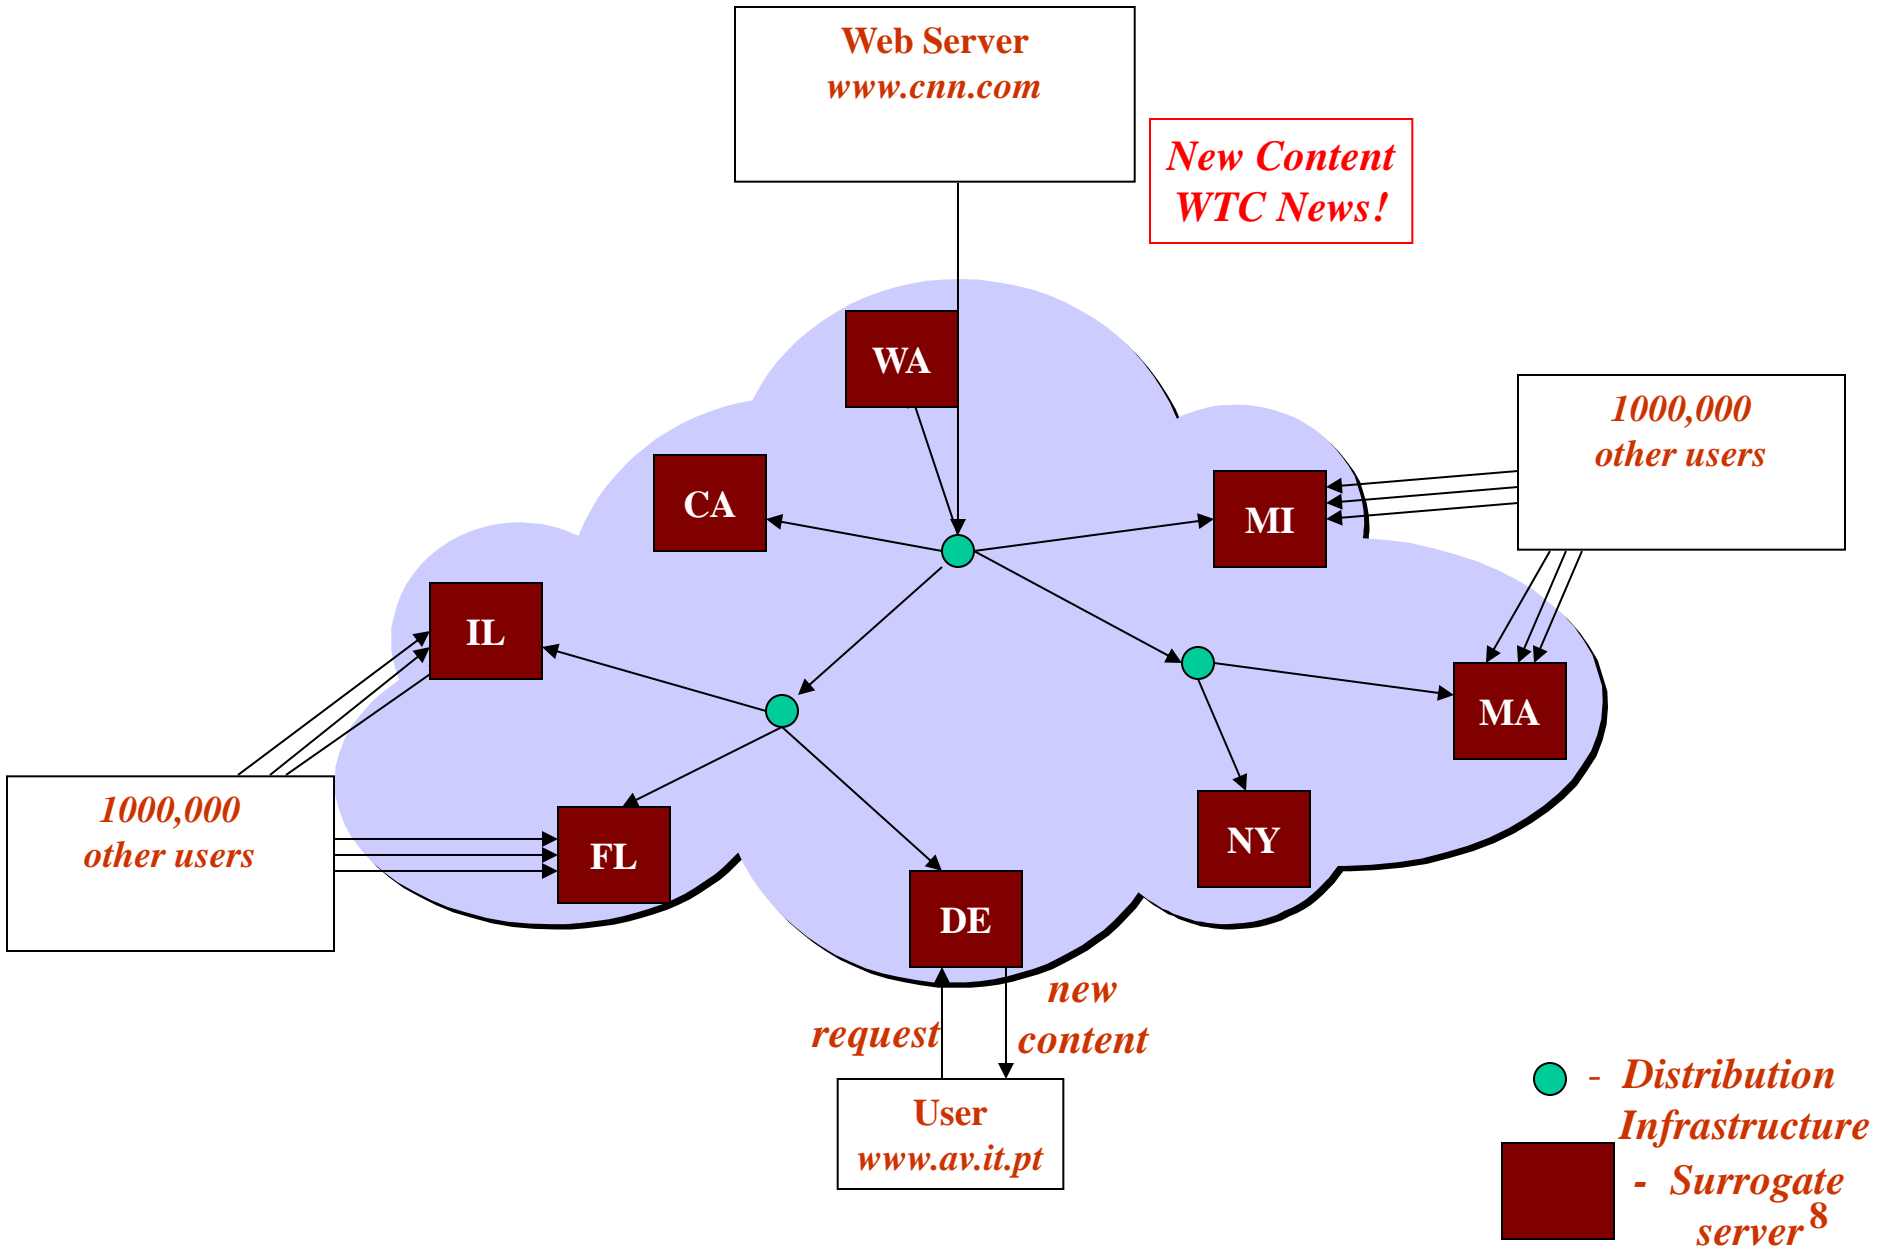 Web Server
www.cnn.com
New Content
WTC News!
WA
CA
MI
1000,000
other users
IL
MA
1000,000
other users
FL
NY
DE
request
new
content
User
www.av.it.pt
- Distribution
Infrastructure
- Surrogate
server
8